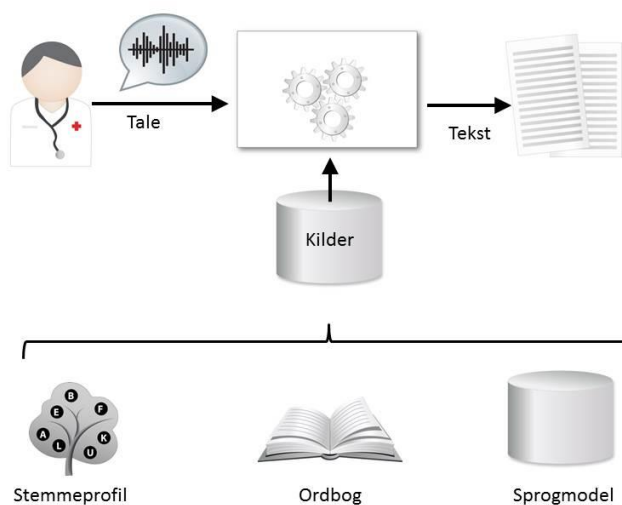 Tale
Tekst
Kilder
B
E
F
A
K
L
U
Stemmeprofil
Ordbog
Sprogmodel